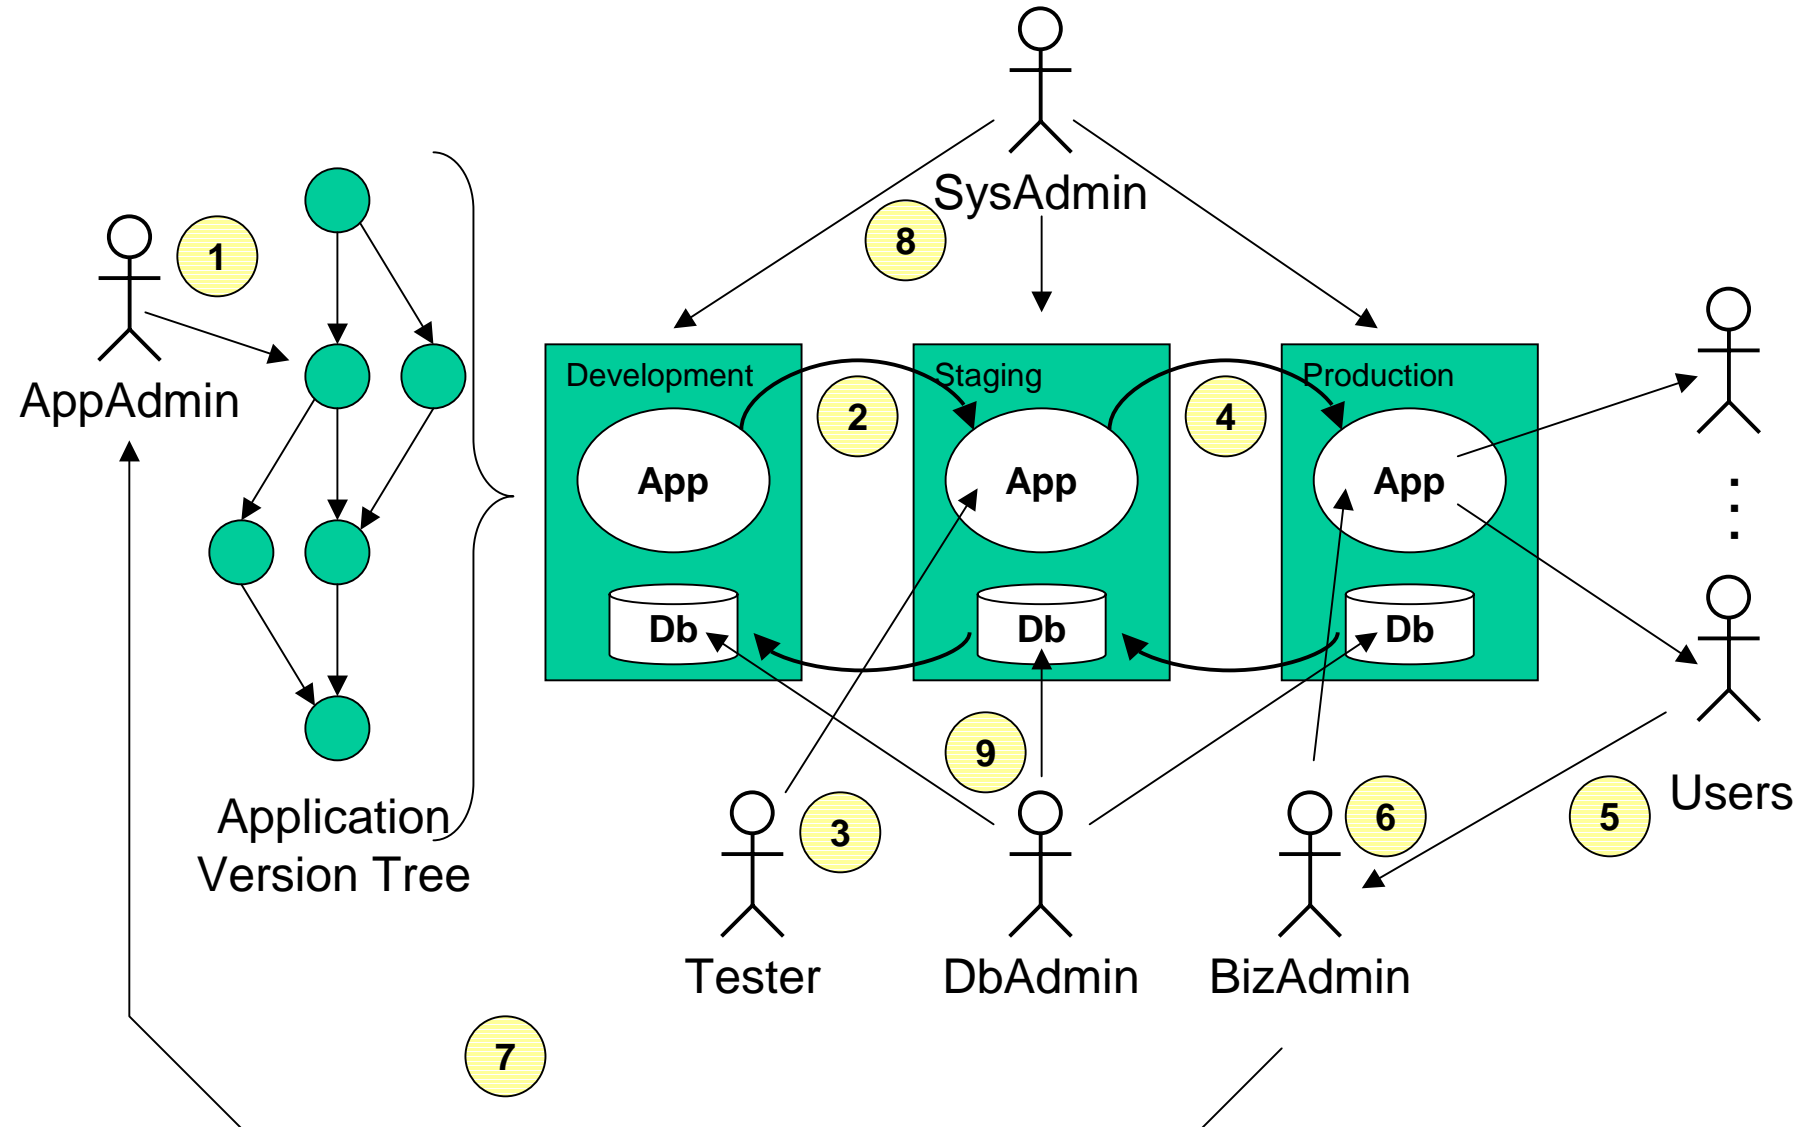 SysAdmin
1
8
AppAdmin
Development
Staging
Production
2
4
App
App
App
Db
Db
Db
9
Users
3
6
5
Application
Version Tree
Tester
DbAdmin
BizAdmin
7